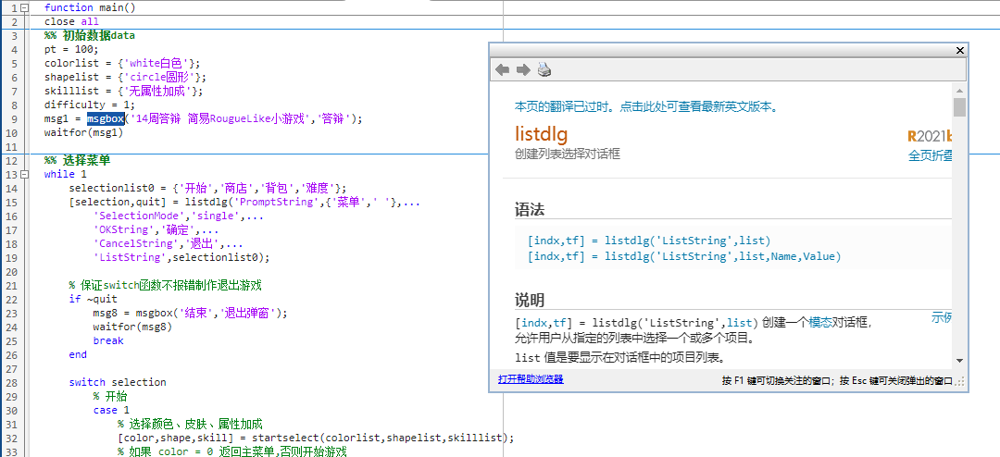 1 function main()
2 close all
3 %% 初始数据data
4 pt = 100;
5 colorlist = {'white白色'};
6 shapelist = {'circle圆形'};
7 skilllist = {'无属性加成'};
8 difficulty = 1;
9 msg1 = msgbox('14周答辩 简易RougueLike小游戏','答辩');
10 waitfor(msg1)
11
12 %% 选择菜单
13 while 1
14 selectionlist0 = {'开始','商店','背包','难度'};
15 [selection,quit] = listdlg('PromptString',{'菜单',' '},...
16 'SelectionMode','single',...
17 'OKString','确定',...
18 'CancelString','退出',...
19 'ListString',selectionlist0);
20
21 % 保证switch函数不报错制作退出游戏
22 if ~quit
23 msg8 = msgbox('结束','退出弹窗');
24 waitfor(msg8)
25 break
26 end
27
28 switch selection
29 % 开始
30 case 1
31 % 选择颜色、皮肤、属性加成
32 [color,shape,skill] = startselect(colorlist,shapelist,skilllist);
33 % 如果 color = 0 返回主菜单,否则开始游戏
本页的翻译已过时。点击此处可查看最新英文版本。
listdlg
R2021b
创建列表选择对话框
全页折叠
语法
[indx,tf] = listdlg('ListString',list)
[indx,tf] = listdlg('ListString',list,Name,Value)
说明
[indx,tf] = listdlg('ListString',list) 创建一个模态对话框，
示例
允许用户从指定的列表中选择一个或多个项目。
list 值是要显示在对话框中的项目列表。
打开帮助浏览器
按 F1 键可切换关注的窗口；按 Esc 键可关闭弹出的窗口